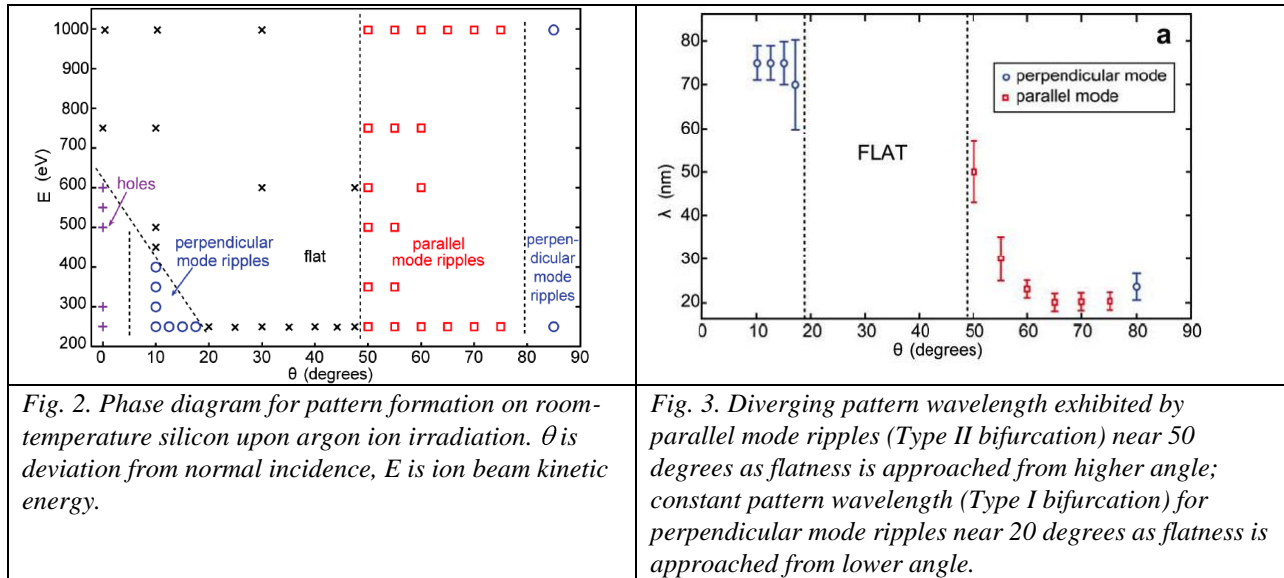 1000
900
800
700
600
500
400
300
200
E (eV)
holes
perpendicular
mode ripples
flat
parallel
mode ripples
perpen-
dicular
mode
ripples
0 10 20 30 40 50 60 70 80 90
θ (degrees)
a
80
70
60
50
40
30
20
λ (nm)
perpendicular mode
parallel mode
FLAT
0 10 20 30 40 50 60 70 80 90
θ (degrees)
Fig. 2. Phase diagram for pattern formation on room-
temperature silicon upon argon ion irradiation. θ is
deviation from normal incidence, E is ion beam kinetic
energy.
Fig. 3. Diverging pattern wavelength exhibited by
parallel mode ripples (Type II bifurcation) near 50
degrees as flatness is approached from higher angle;
constant pattern wavelength (Type I bifurcation) for
perpendicular mode ripples near 20 degrees as flatness is
approached from lower angle.